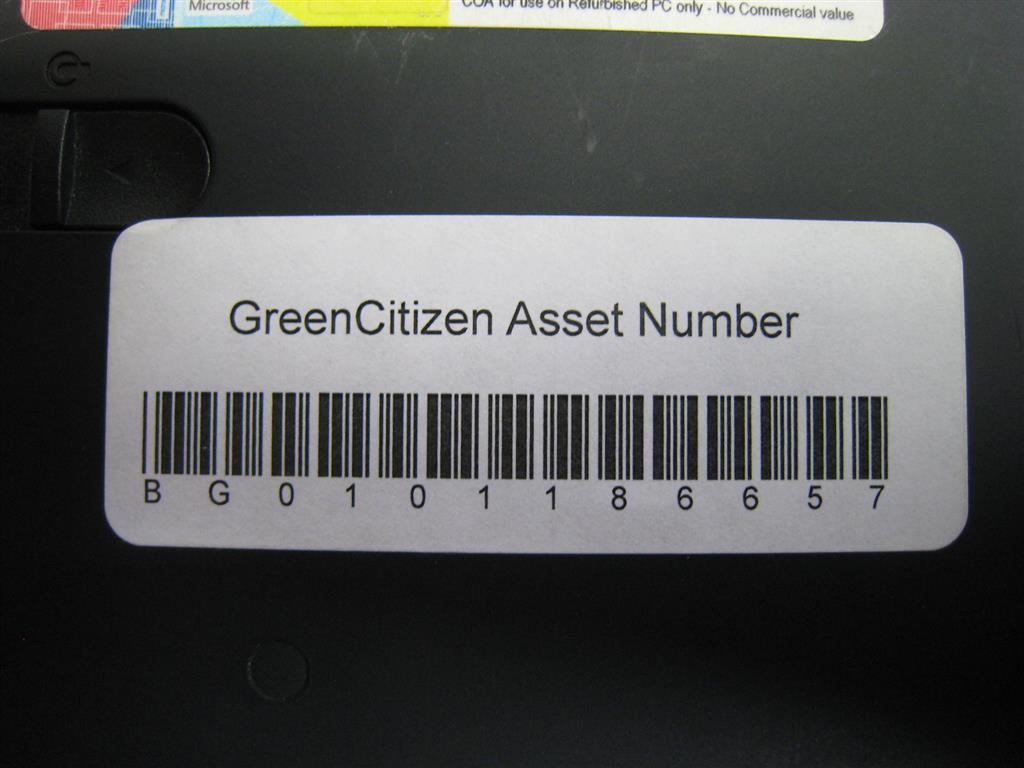 Microsoft
COA for use on Refurbished PC only - No Commercial value
GreenCitizen Asset Number
BG0101186657